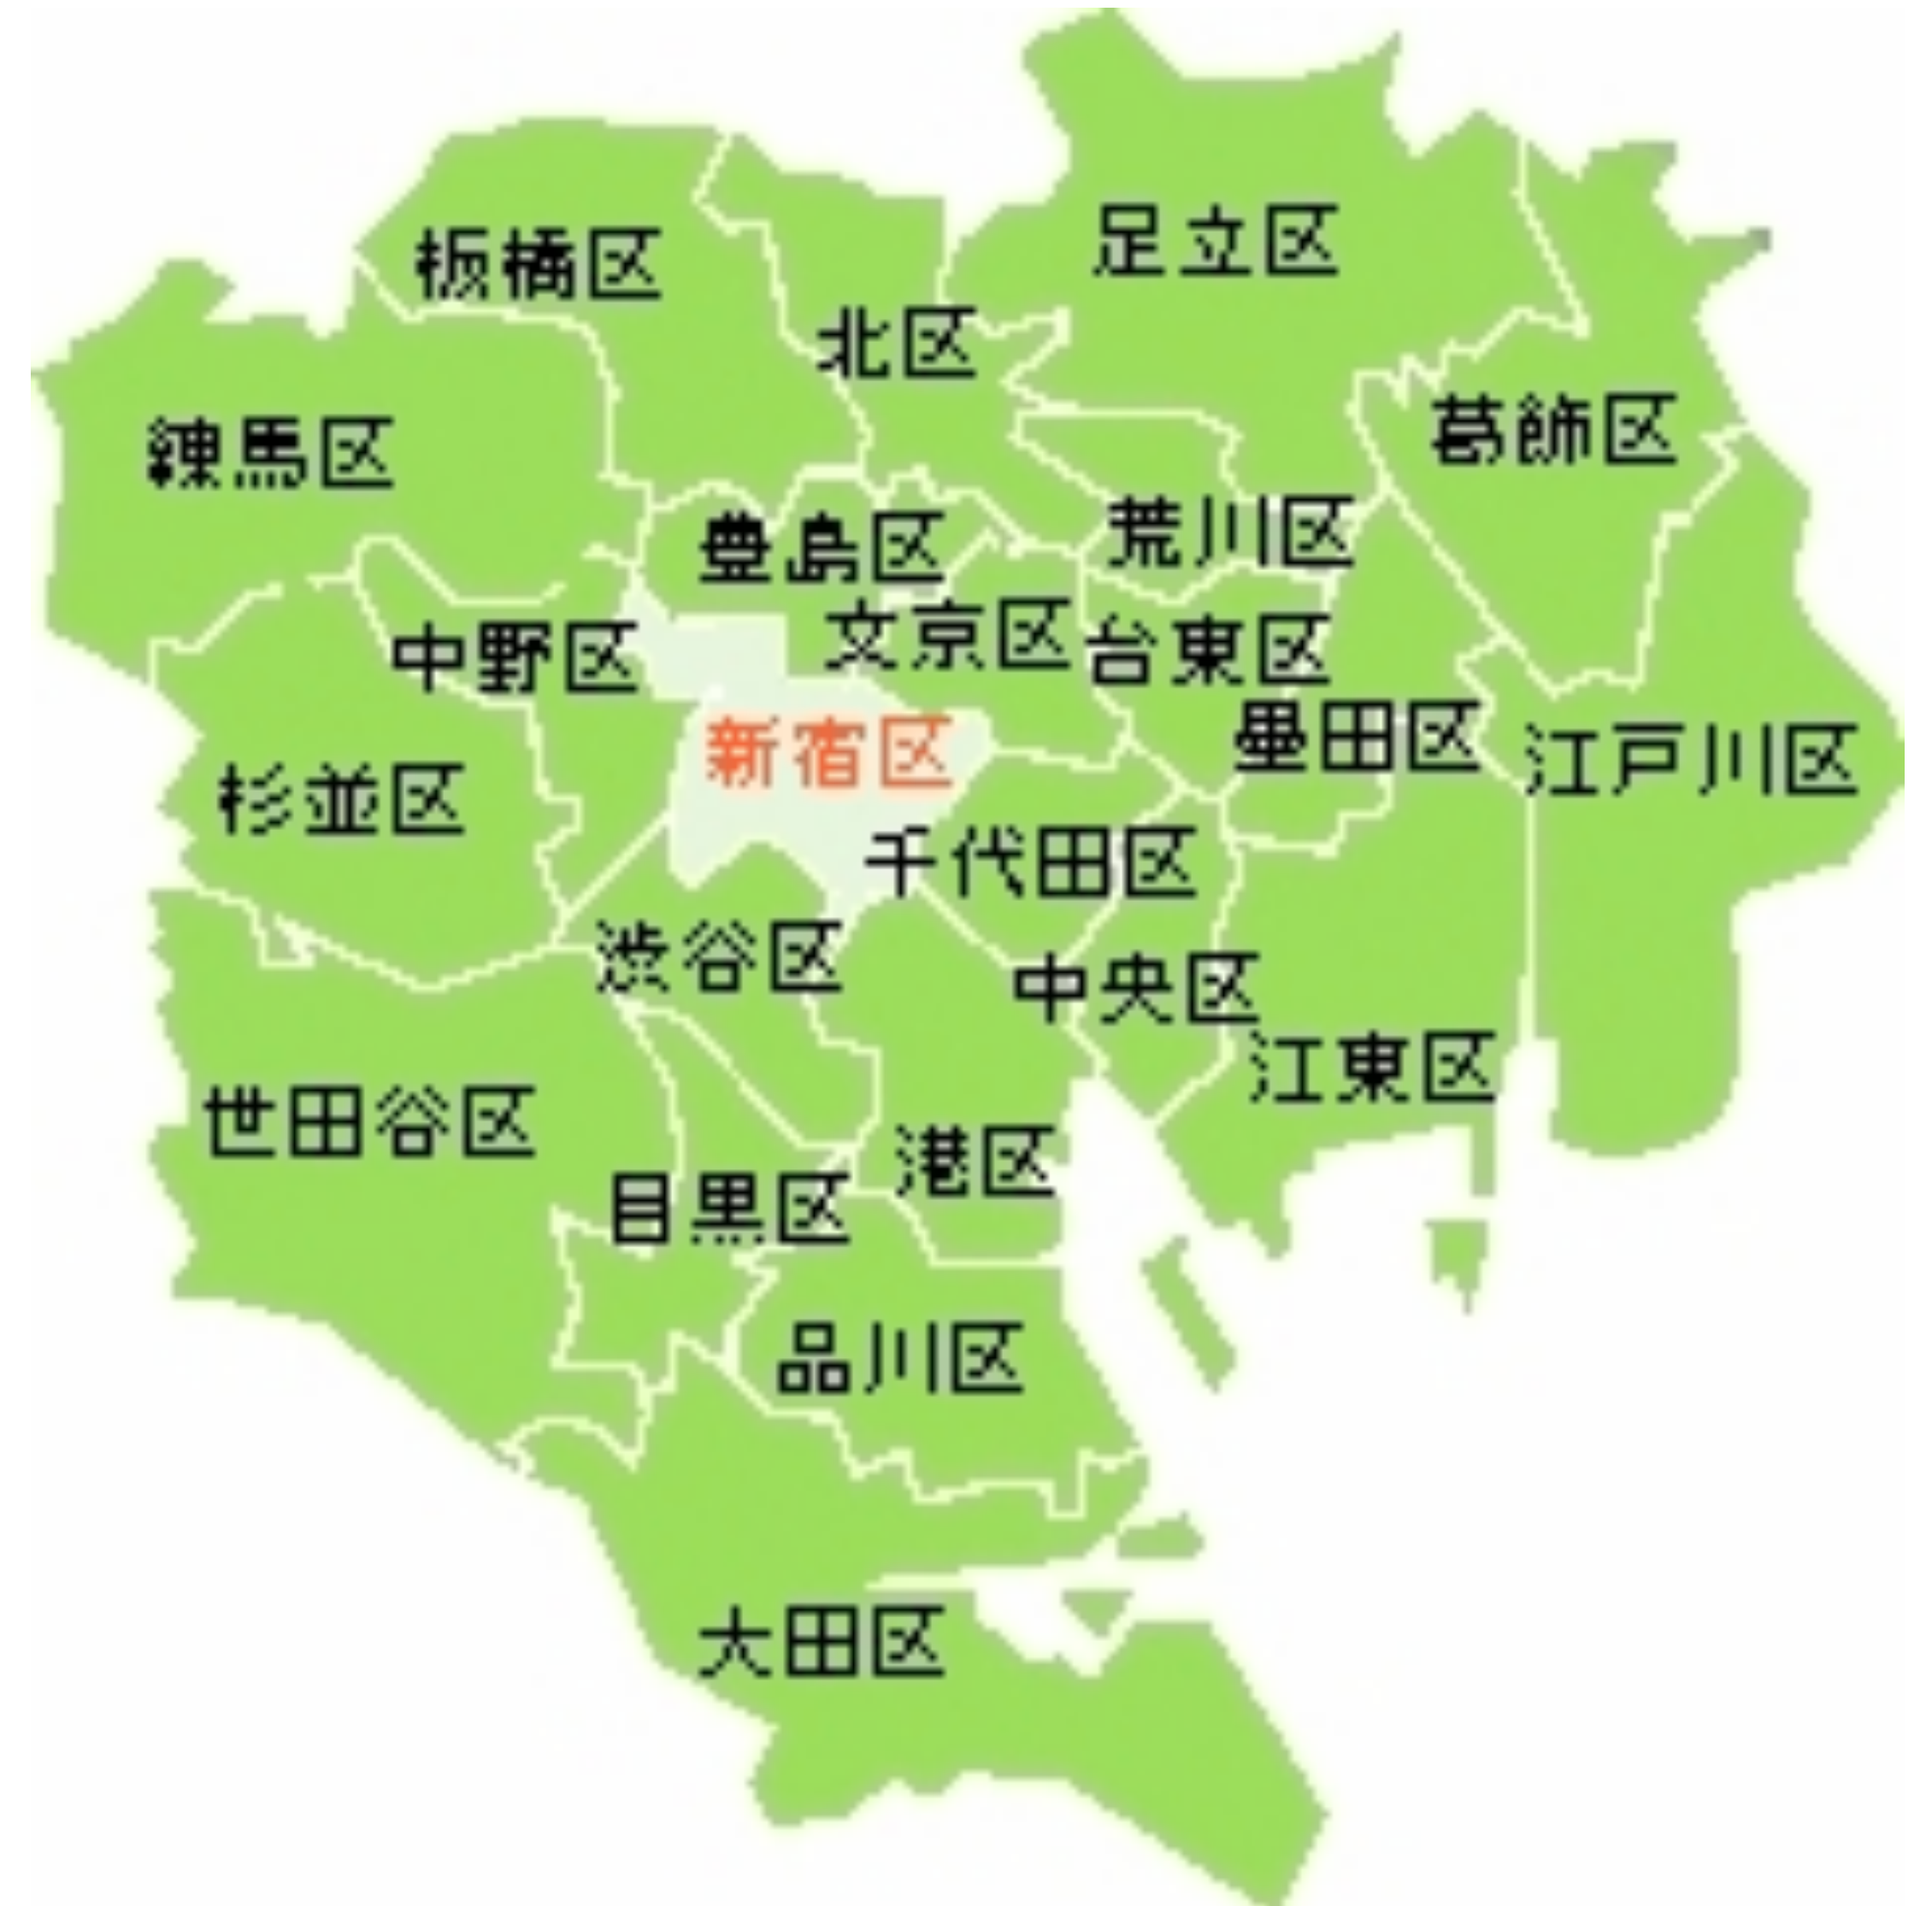 足立区
板橋区
北区
葛飾区
練馬区
荒川区
豊島区
文京区
台東区
中野区
墨田区
新宿区
江戸川区
杉並区
千代田区
渋谷区
中央区
江東区
世田谷区
港区
目黒区
品川区
大田区